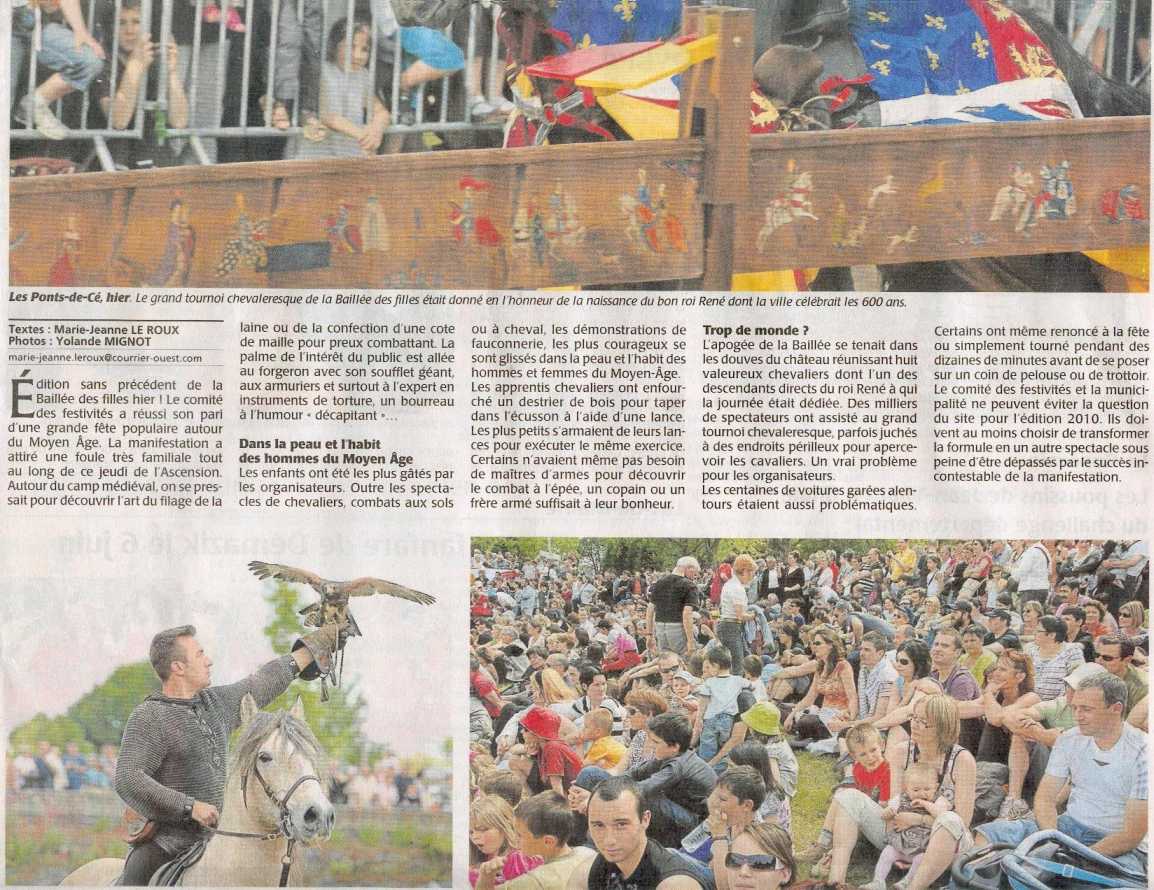 Les Ponts-de-Cé, hier. Le grand tournoi chevaleresque de la Baillée des filles était donné en l'honneur de la naissance du bon roi René dont la ville célébrait les 600 ans.
Textes : Marie-Jeanne LE ROUX
Photos : Yolande MIGNOT
marie-jeanne.leroux@courrier-ouest.com
Édition sans précédent de la
Baillée des filles hier ! Le comité
des festivités a réussi son pari
d'une grande fête populaire autour
du Moyen Âge. La manifestation a
attiré une foule très familiale tout
au long de ce jeudi de l'Ascension.
Autour du camp médiéval, on se pres-
sait pour découvrir l'art du filage de la
laine ou de la confection d'une cote
de maille pour preux combattant. La
palme de l'intérêt du public est allée
au forgeron avec son soufflet géant,
aux armuriers et surtout à l'expert en
instruments de torture, un bourreau
à l'humour « décapitant »...
Dans la peau et l'habit
des hommes du Moyen Âge
Les enfants ont été les plus gâtés par
les organisateurs. Outre les specta-
cles de chevaliers, combats aux sols
ou à cheval, les démonstrations de
fauconnerie, les plus courageux se
sont glissés dans la peau et l'habit des
hommes et femmes du Moyen-Âge.
Les apprentis chevaliers ont enfour-
ché un destrier de bois pour taper
dans l'écusson à l'aide d'une lance.
Les plus petits s'armaient de leurs lan-
ces pour exécuter le même exercice.
Certains n'avaient même pas besoin
de maîtres d'armes pour découvrir
le combat à l'épée, un copain ou un
frère armé suffisait à leur bonheur.
Trop de monde ?
L'apogée de la Baillée se tenait dans
les douves du château réunissant huit
valeureux chevaliers dont l'un des
descendants directs du roi René à qui
la journée était dédiée. Des milliers
de spectateurs ont assisté au grand
tournoi chevaleresque, parfois juchés
à des endroits périlleux pour aperce-
voir les cavaliers. Un vrai problème
pour les organisateurs.
Les centaines de voitures garées alen-
tours étaient aussi problématiques.
Certains ont même renoncé à la fête
ou simplement tourné pendant des
dizaines de minutes avant de se poser
sur un coin de pelouse ou de trottoir.
Le comité des festivités et la munici-
palité ne peuvent éviter la question
du site pour l'édition 2010. Ils doi-
vent au moins choisir de transformer
la formule en un autre spectacle sous
peine d'être dépassés par le succès in-
contestable de la manifestation.
fanfare de Demazik le 6 juin
du challenge départemental